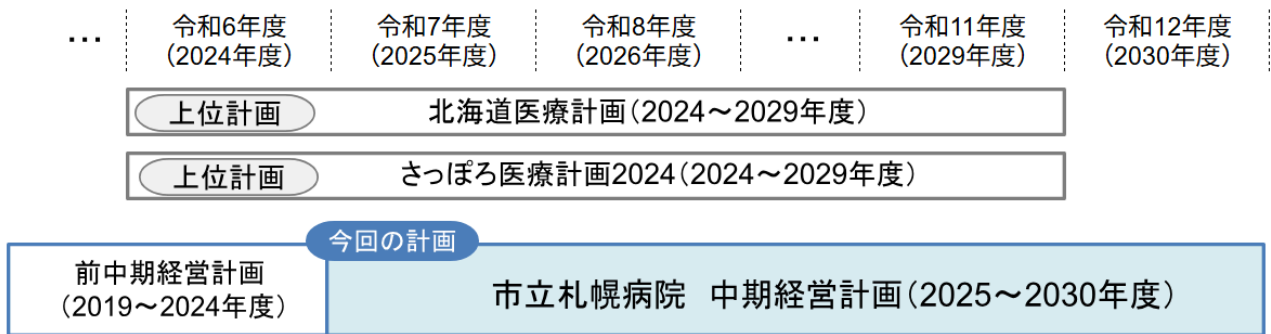 … 令和6年度 令和7年度 令和8年度 … 令和11年度 令和12年度
(2024年度) (2025年度) (2026年度) (2029年度) (2030年度)
上位計画 北海道医療計画(2024～2029年度)
上位計画 さっぽろ医療計画2024(2024～2029年度)
今回の計画
前中期経営計画
(2019～2024年度)
市立札幌病院　中期経営計画(2025～2030年度)